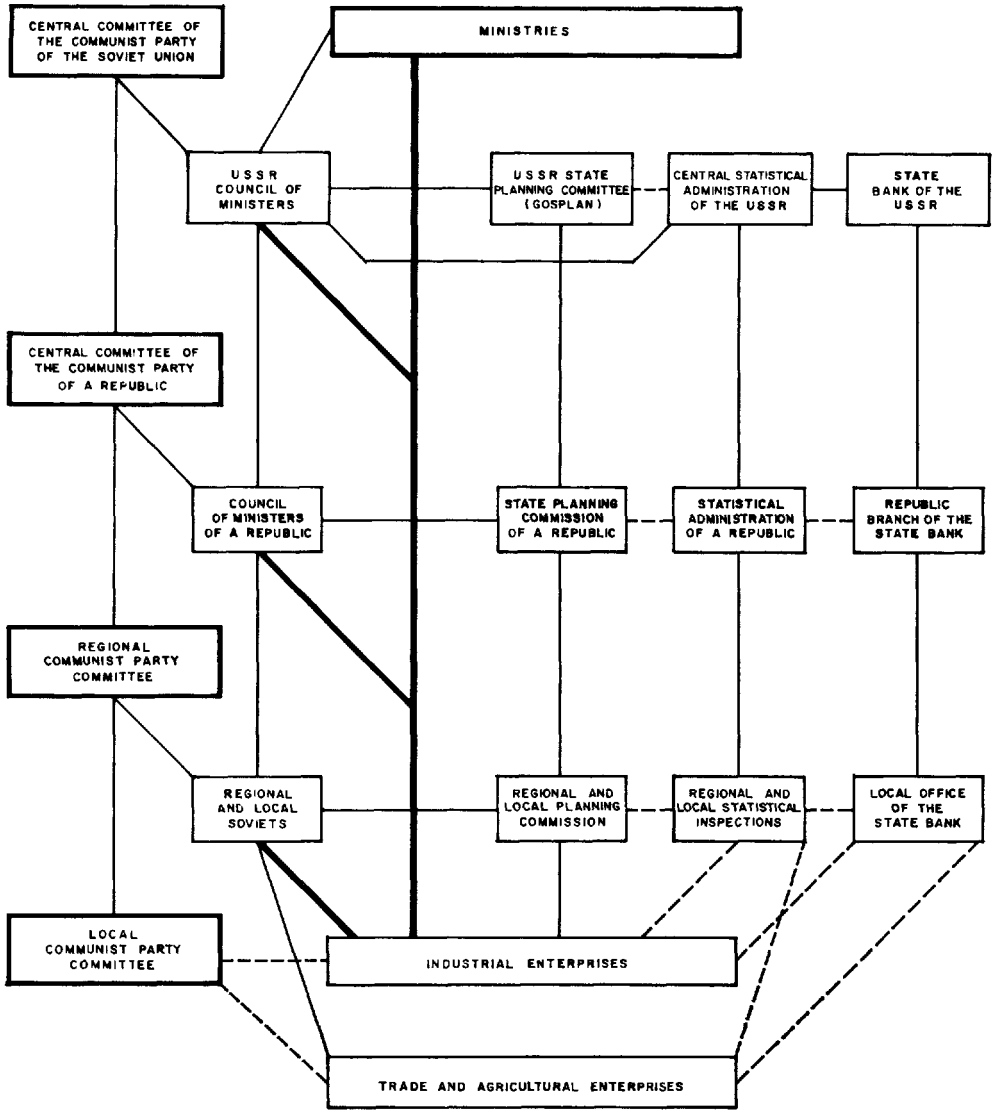 CENTRAL COMMITTEE OF
THE COMMUNIST PARTY
OF THE SOVIET UNION
MINISTRIES
USSR
COUNCIL OF
MINISTERS
USSR STATE
PLANNING COMMITTEE
(GOSPLAN)
CENTRAL STATISTICAL
ADMINISTRATION
OF THE USSR
STATE
BANK OF THE
USSR
CENTRAL COMMITTEE OF
THE COMMUNIST PARTY
OF A REPUBLIC
COUNCIL
OF MINISTERS
OF A REPUBLIC
STATE PLANNING
COMMISSION
OF A REPUBLIC
STATISTICAL
ADMINISTRATION
OF A REPUBLIC
REPUBLIC
BRANCH OF THE
STATE BANK
REGIONAL
COMMUNIST PARTY
COMMITTEE
REGIONAL
AND LOCAL
SOVIETS
REGIONAL AND
LOCAL PLANNING
COMMISSION
REGIONAL AND
LOCAL STATISTICAL
INSPECTIONS
LOCAL OFFICE
OF THE
STATE BANK
LOCAL
COMMUNIST PARTY
COMMITTEE
INDUSTRIAL ENTERPRISES
TRADE AND AGRICULTURAL ENTERPRISES